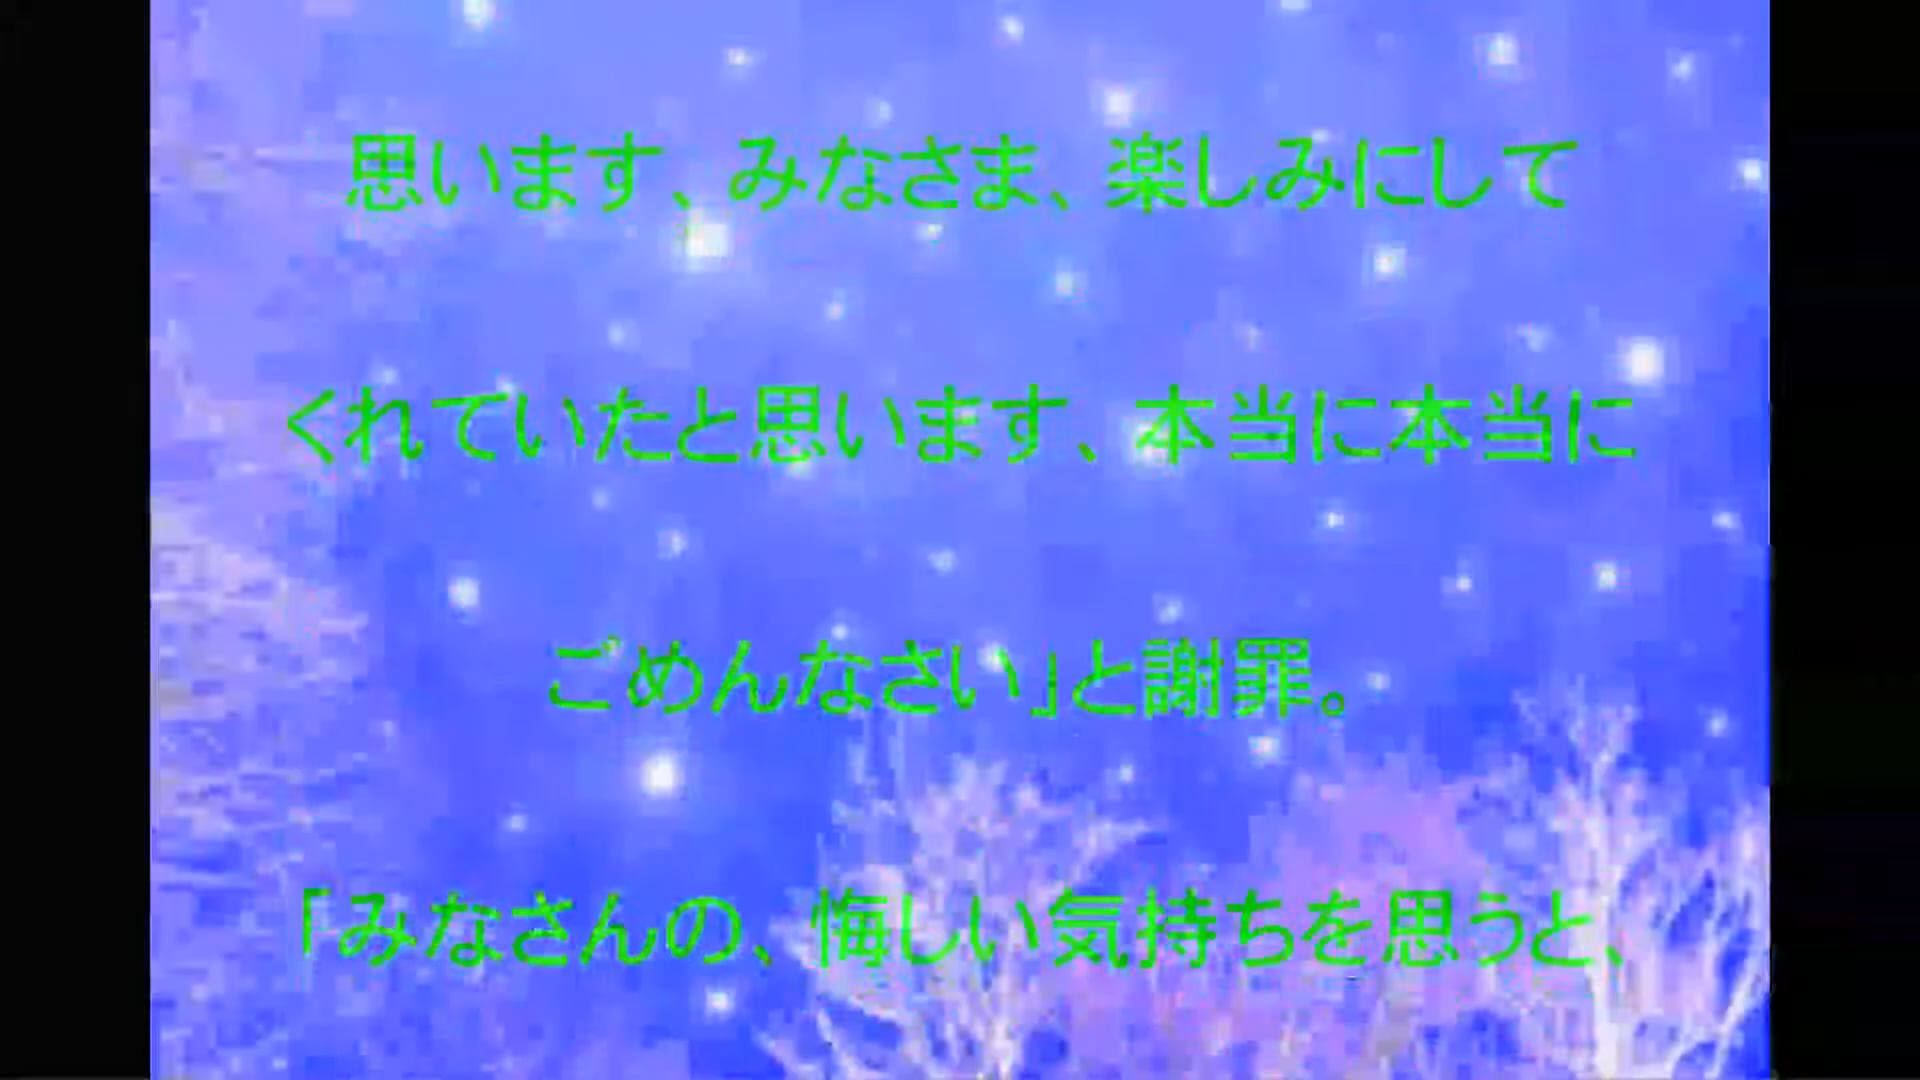 思います、みなさま、楽しみにして
くれていたと思います、本当に本当に
ごめんなさい」と謝罪。
「みなさんの、悔しい気持ちを思うと、